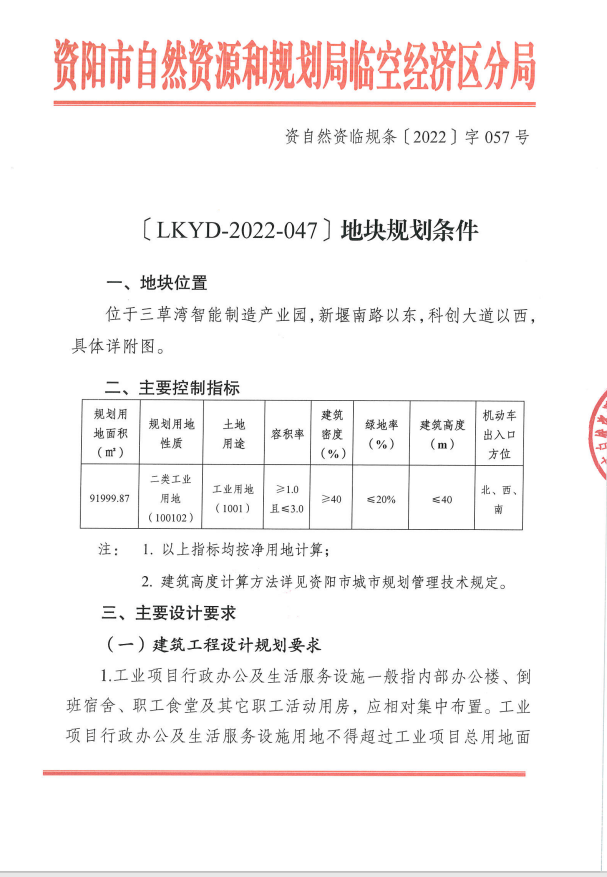 资阳市自然资源和规划局临空经济区分局
资自然资临规条〔2022〕字 057 号
〔LKYD-2022-047〕地块规划条件
一、地块位置
位于三草湾智能制造产业园，新堰南路以东，科创大道以西，
具体详附图。
二、主要控制指标
规划用地面积（㎡） 规划用地性质 土地用途 容积率 建筑密度（%） 绿地率（%） 建筑高度（m） 机动车出入口方位
91999.87 二类工业用地（100102） 工业用地（1001） ≥1.0且≤3.0 ≥40 ≤20% ≤40 北、西、南
注： 1. 以上指标均按净用地计算；
2. 建筑高度计算方法详见资阳市城市规划管理技术规定。
三、主要设计要求
（一）建筑工程设计规划要求
1.工业项目行政办公及生活服务设施一般指内部办公楼、倒
班宿舍、职工食堂及其它职工活动用房，应相对集中布置。工业
项目行政办公及生活服务设施用地不得超过工业项目总用地面